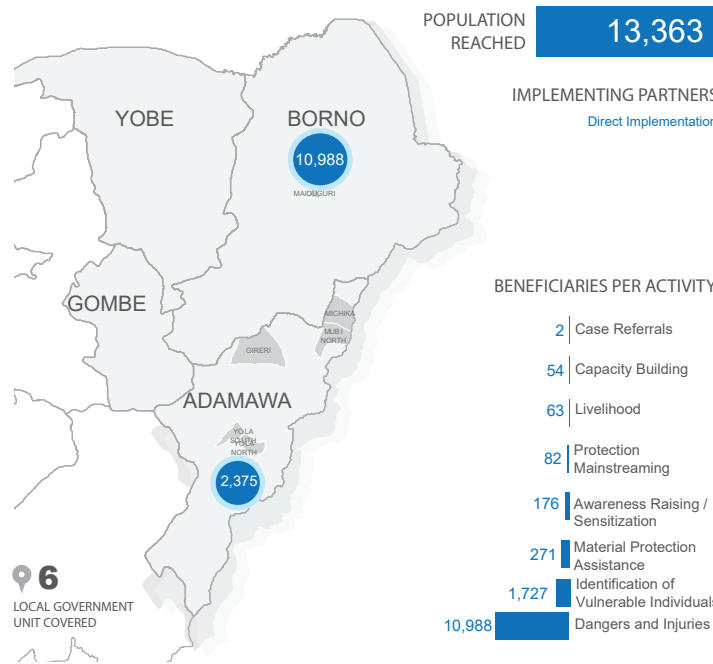 POPULATION
REACHED
13,363
IMPLEMENTING PARTNERS
Direct Implementation
YOBE
BORNO
10,988
MAIDUGURI
GOMBE
MICHIKA
MUBI
NORTH
GIRERI
ADAMAWA
YOLA
SOUTH
YOLA
NORTH
2,375
6
LOCAL GOVERNMENT
UNIT COVERED
BENEFICIARIES PER ACTIVITY
2 Case Referrals
54 Capacity Building
63 Livelihood
82 Protection
Mainstreaming
176 Awareness Raising /
Sensitization
271 Material Protection
Assistance
1,727 Identification of
Vulnerable Individuals
10,988 Dangers and Injuries